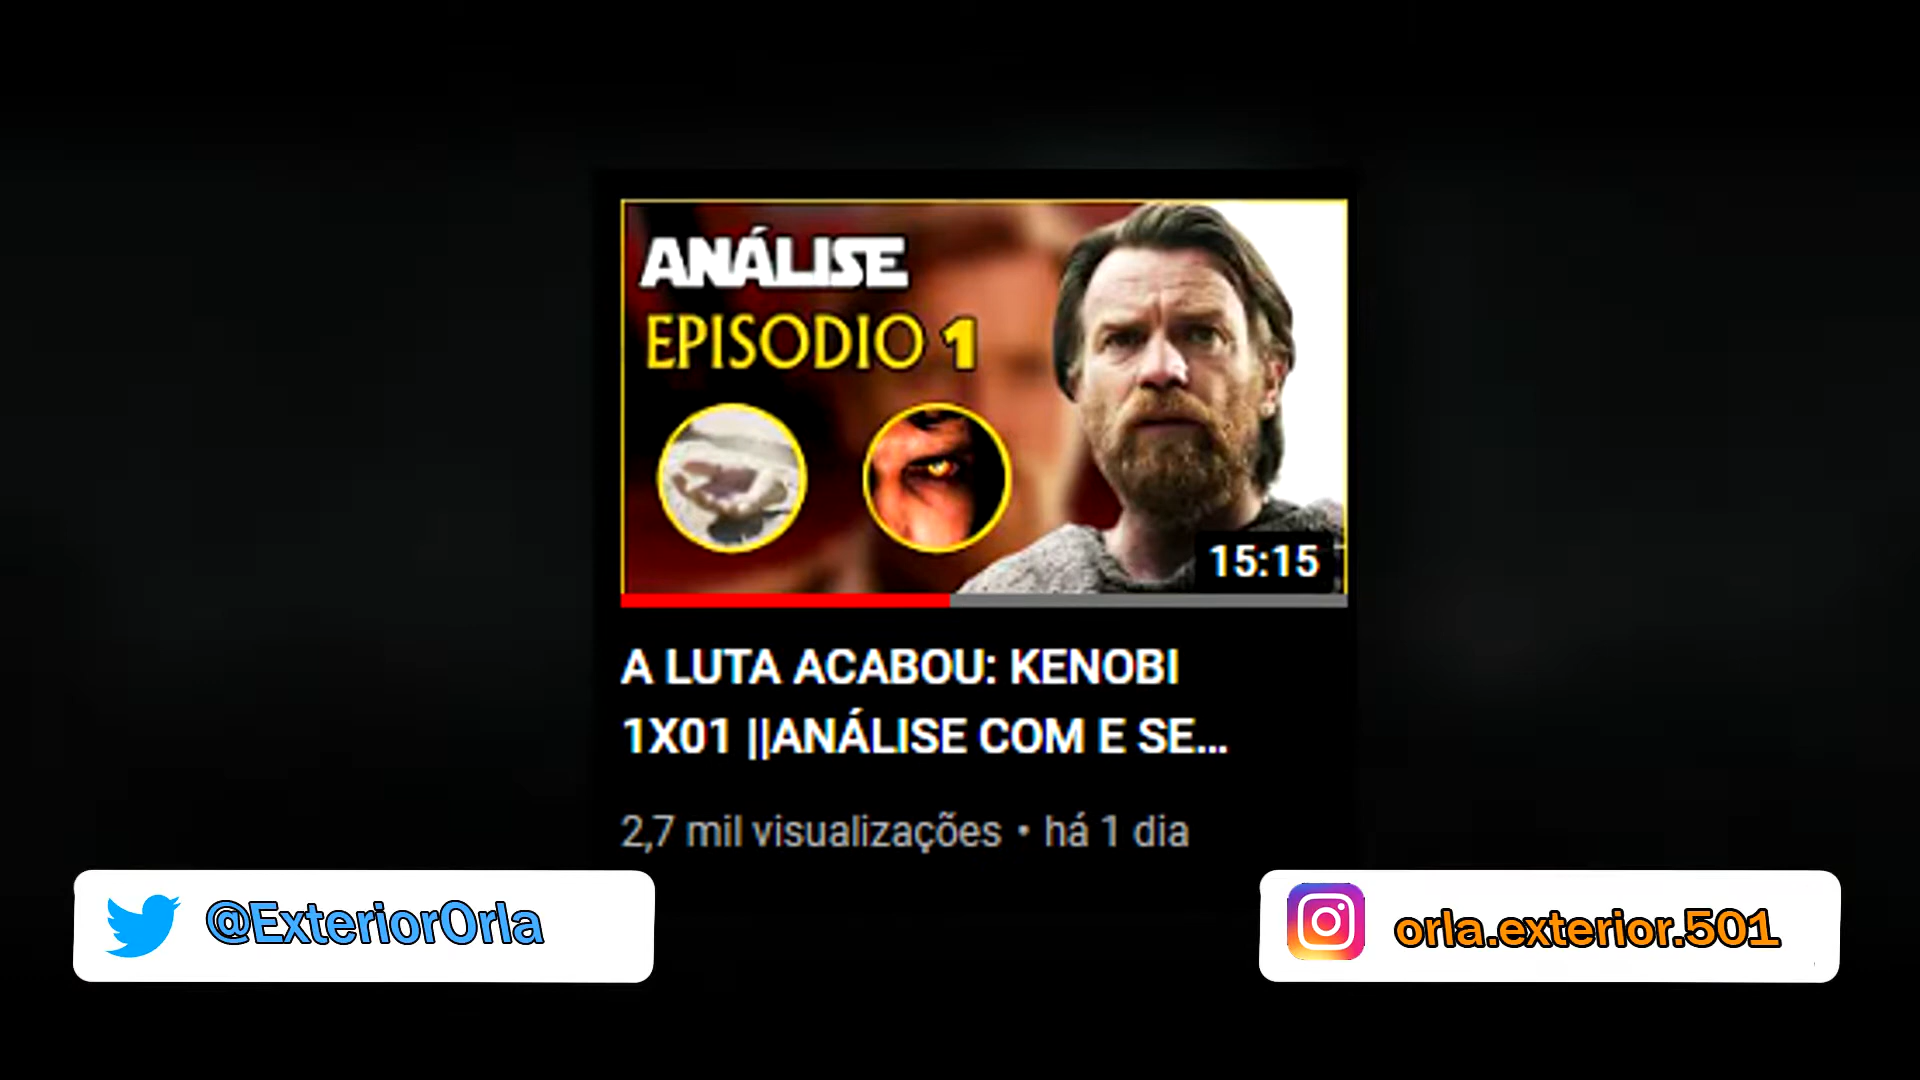 ANÁLISE
EPISODIO 1
15:15
A LUTA ACABOU: KENOBI
1X01 ||ANÁLISE COM E SE...
2,7 mil visualizações • há 1 dia
@ExteriorOrla
orla.exterior.501